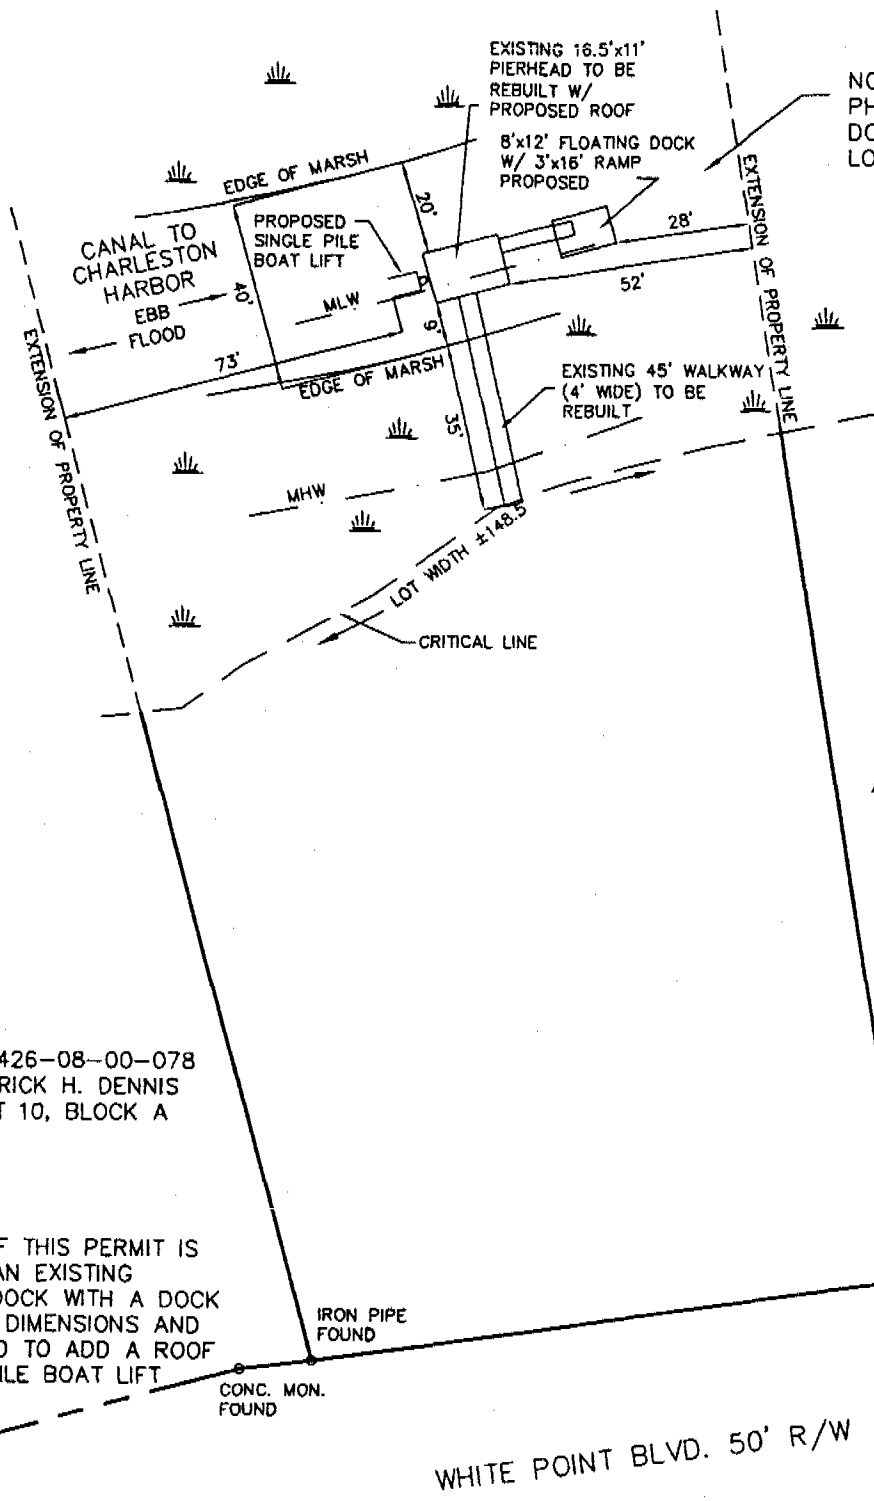 EXISTING 16.5'x11'
PIERHEAD TO BE
REBUILT W/
PROPOSED ROOF
8'x12' FLOATING DOCK
W/ 3'x16' RAMP
PROPOSED
NO
PH
DO
LO
EDGE OF MARSH
20'
PROPOSED
SINGLE PILE
BOAT LIFT
CANAL TO
CHARLESTON
HARBOR
EBB
FLOOD
40'
MLW
9'
28'
52'
73'
EDGE OF MARSH
EXTENSION OF PROPERTY LINE
EXTENSION OF PROPERTY LINE
EXISTING 45' WALKWAY
(4' WIDE) TO BE
REBUILT
35'
MHW
LOT WIDTH ±148.5
CRITICAL LINE
426-08-00-078
RICK H. DENNIS
T 10, BLOCK A
F THIS PERMIT IS
AN EXISTING
DOCK WITH A DOCK
DIMENSIONS AND
D TO ADD A ROOF
ILE BOAT LIFT
IRON PIPE
FOUND
CONC. MON.
FOUND
WHITE POINT BLVD. 50' R/W